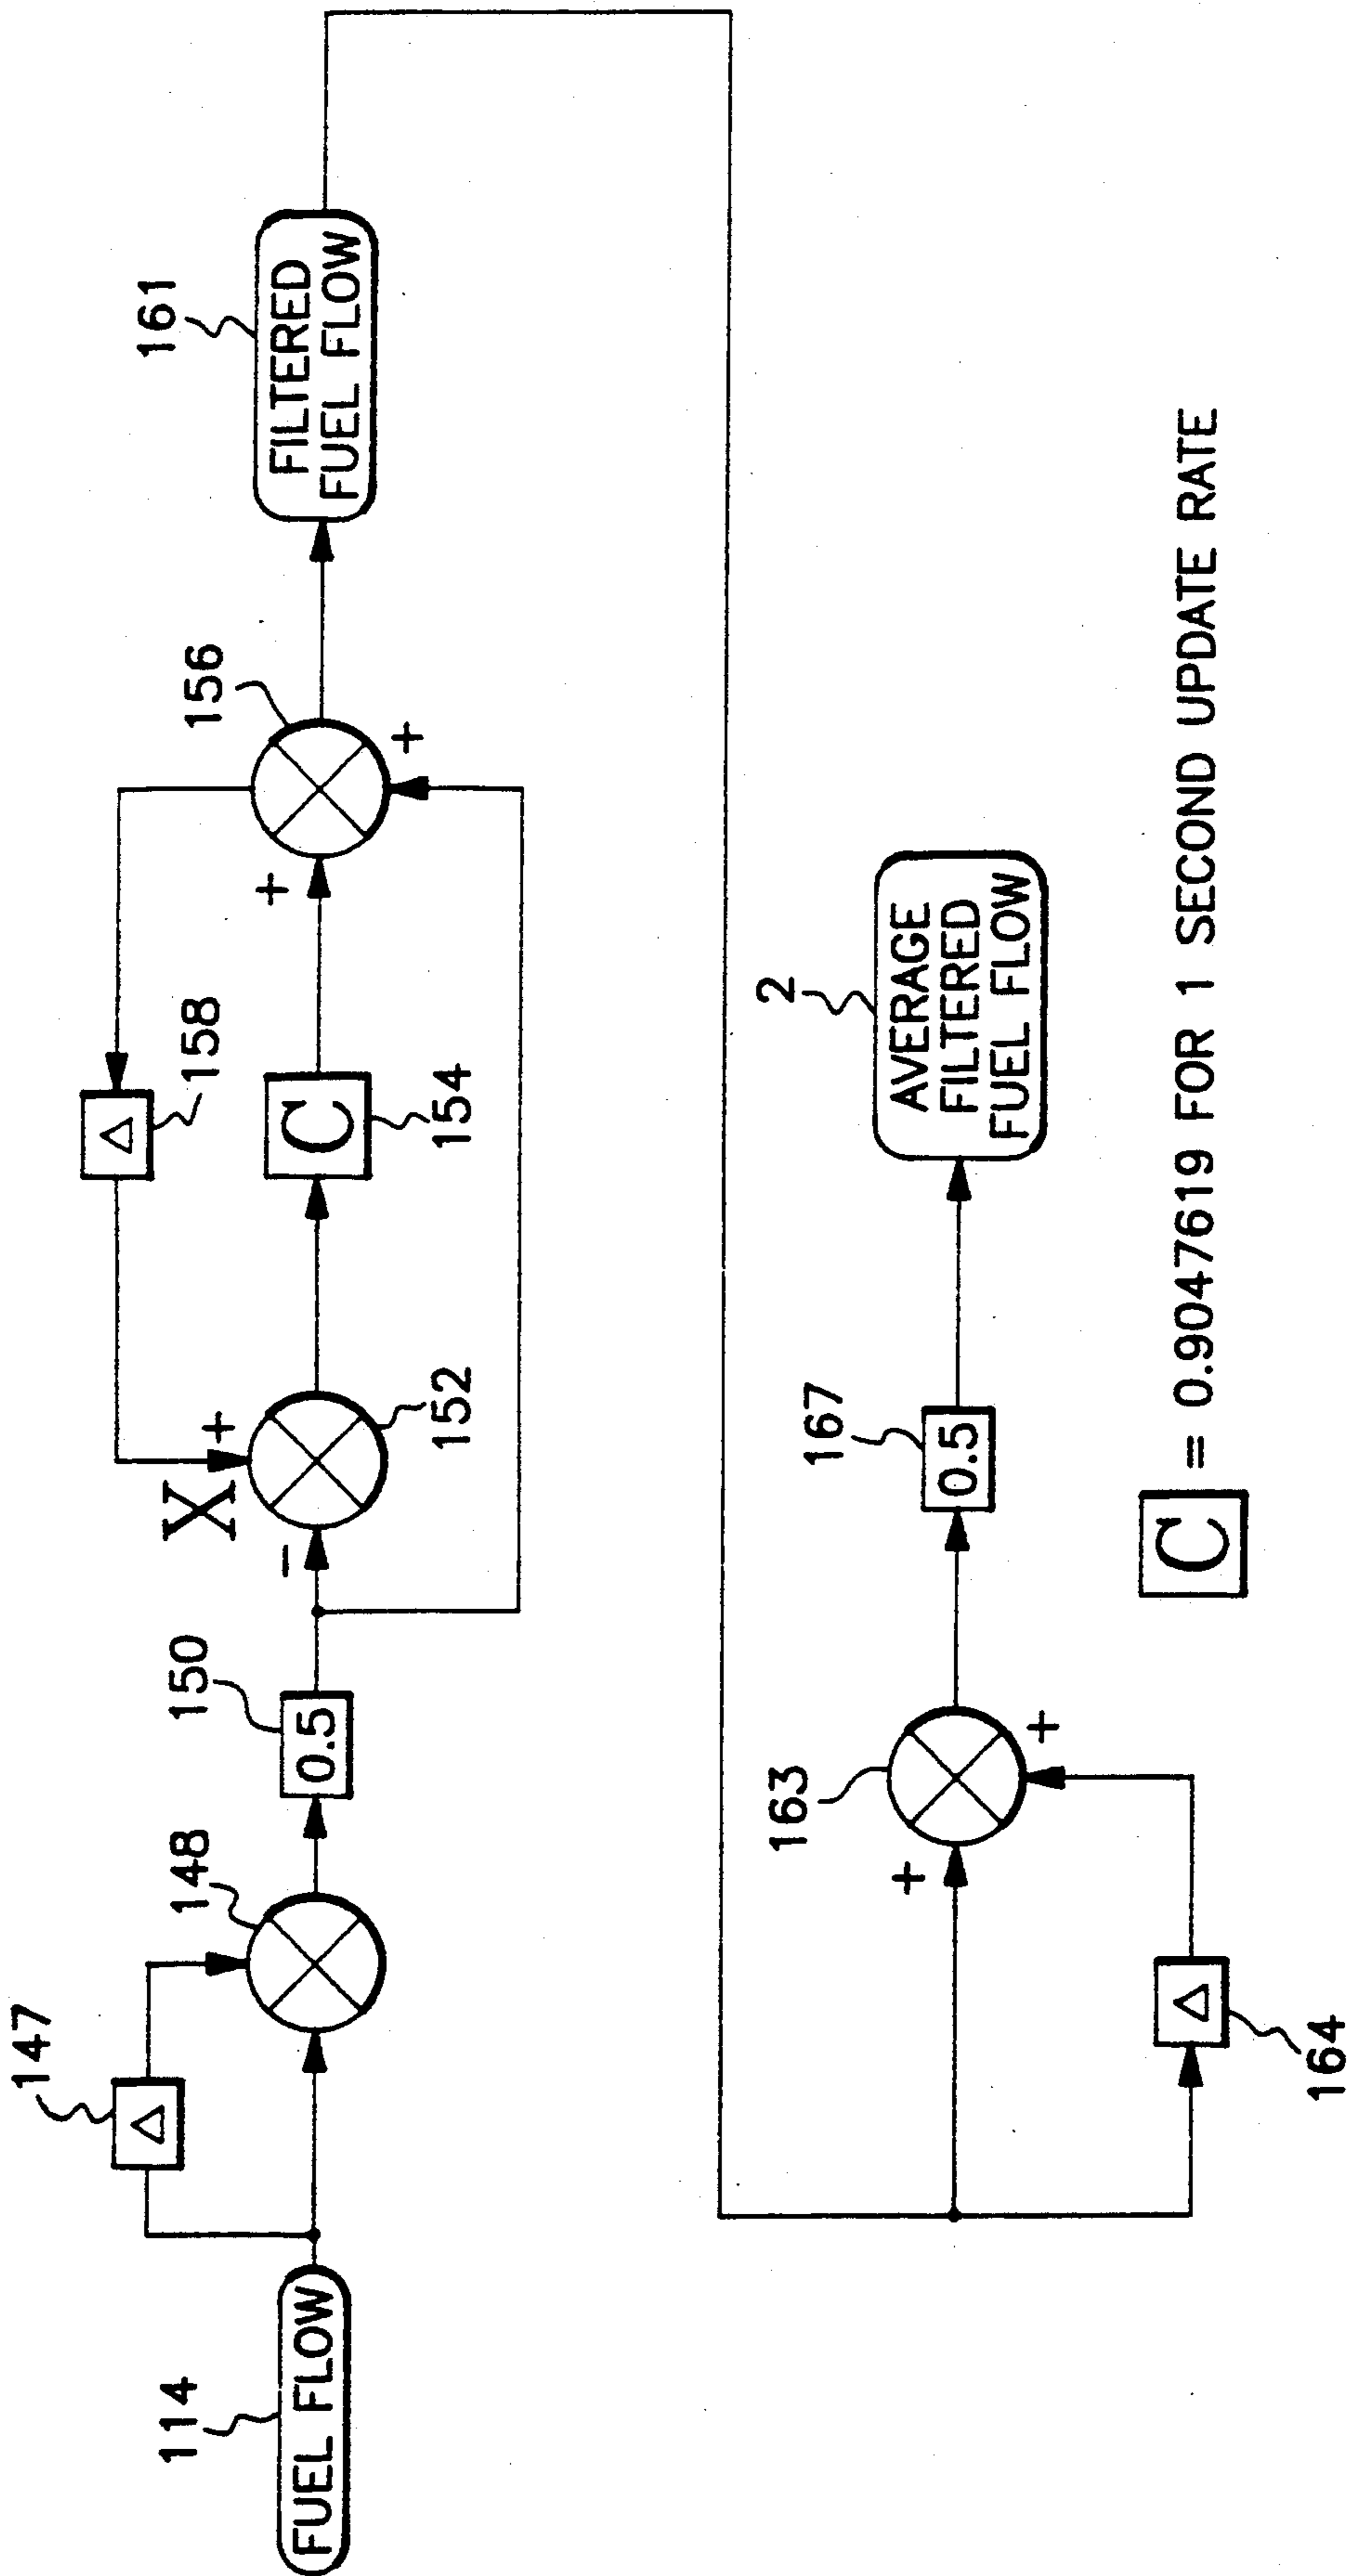 114
FUEL FLOW
147
Δ
148
150
0.5
X
+
−
152
Δ
158
C
154
+
156
+
161
FILTERED
FUEL FLOW
163
+
+
Δ
164
167
0.5
2
AVERAGE
FILTERED
FUEL FLOW
C = 0.9047619 FOR 1 SECOND UPDATE RATE